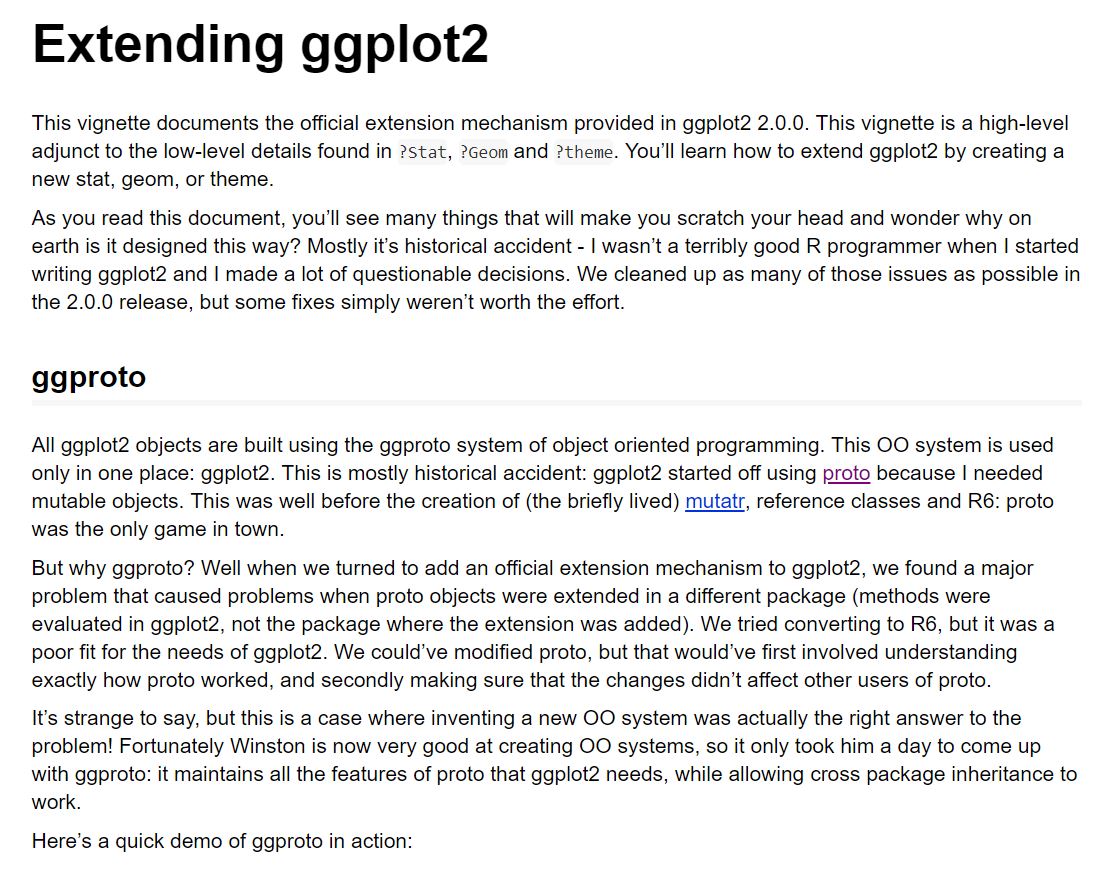 Extending ggplot2
This vignette documents the official extension mechanism provided in ggplot2 2.0.0. This vignette is a high-level
adjunct to the low-level details found in ?Stat, ?Geom and ?theme. You’ll learn how to extend ggplot2 by creating a
new stat, geom, or theme.
As you read this document, you’ll see many things that will make you scratch your head and wonder why on
earth is it designed this way? Mostly it’s historical accident - I wasn’t a terribly good R programmer when I started
writing ggplot2 and I made a lot of questionable decisions. We cleaned up as many of those issues as possible in
the 2.0.0 release, but some fixes simply weren’t worth the effort.
ggproto
All ggplot2 objects are built using the ggproto system of object oriented programming. This OO system is used
only in one place: ggplot2. This is mostly historical accident: ggplot2 started off using proto because I needed
mutable objects. This was well before the creation of (the briefly lived) mutatr, reference classes and R6: proto
was the only game in town.
But why ggproto? Well when we turned to add an official extension mechanism to ggplot2, we found a major
problem that caused problems when proto objects were extended in a different package (methods were
evaluated in ggplot2, not the package where the extension was added). We tried converting to R6, but it was a
poor fit for the needs of ggplot2. We could’ve modified proto, but that would’ve first involved understanding
exactly how proto worked, and secondly making sure that the changes didn’t affect other users of proto.
It’s strange to say, but this is a case where inventing a new OO system was actually the right answer to the
problem! Fortunately Winston is now very good at creating OO systems, so it only took him a day to come up
with ggproto: it maintains all the features of proto that ggplot2 needs, while allowing cross package inheritance to
work.
Here’s a quick demo of ggproto in action: